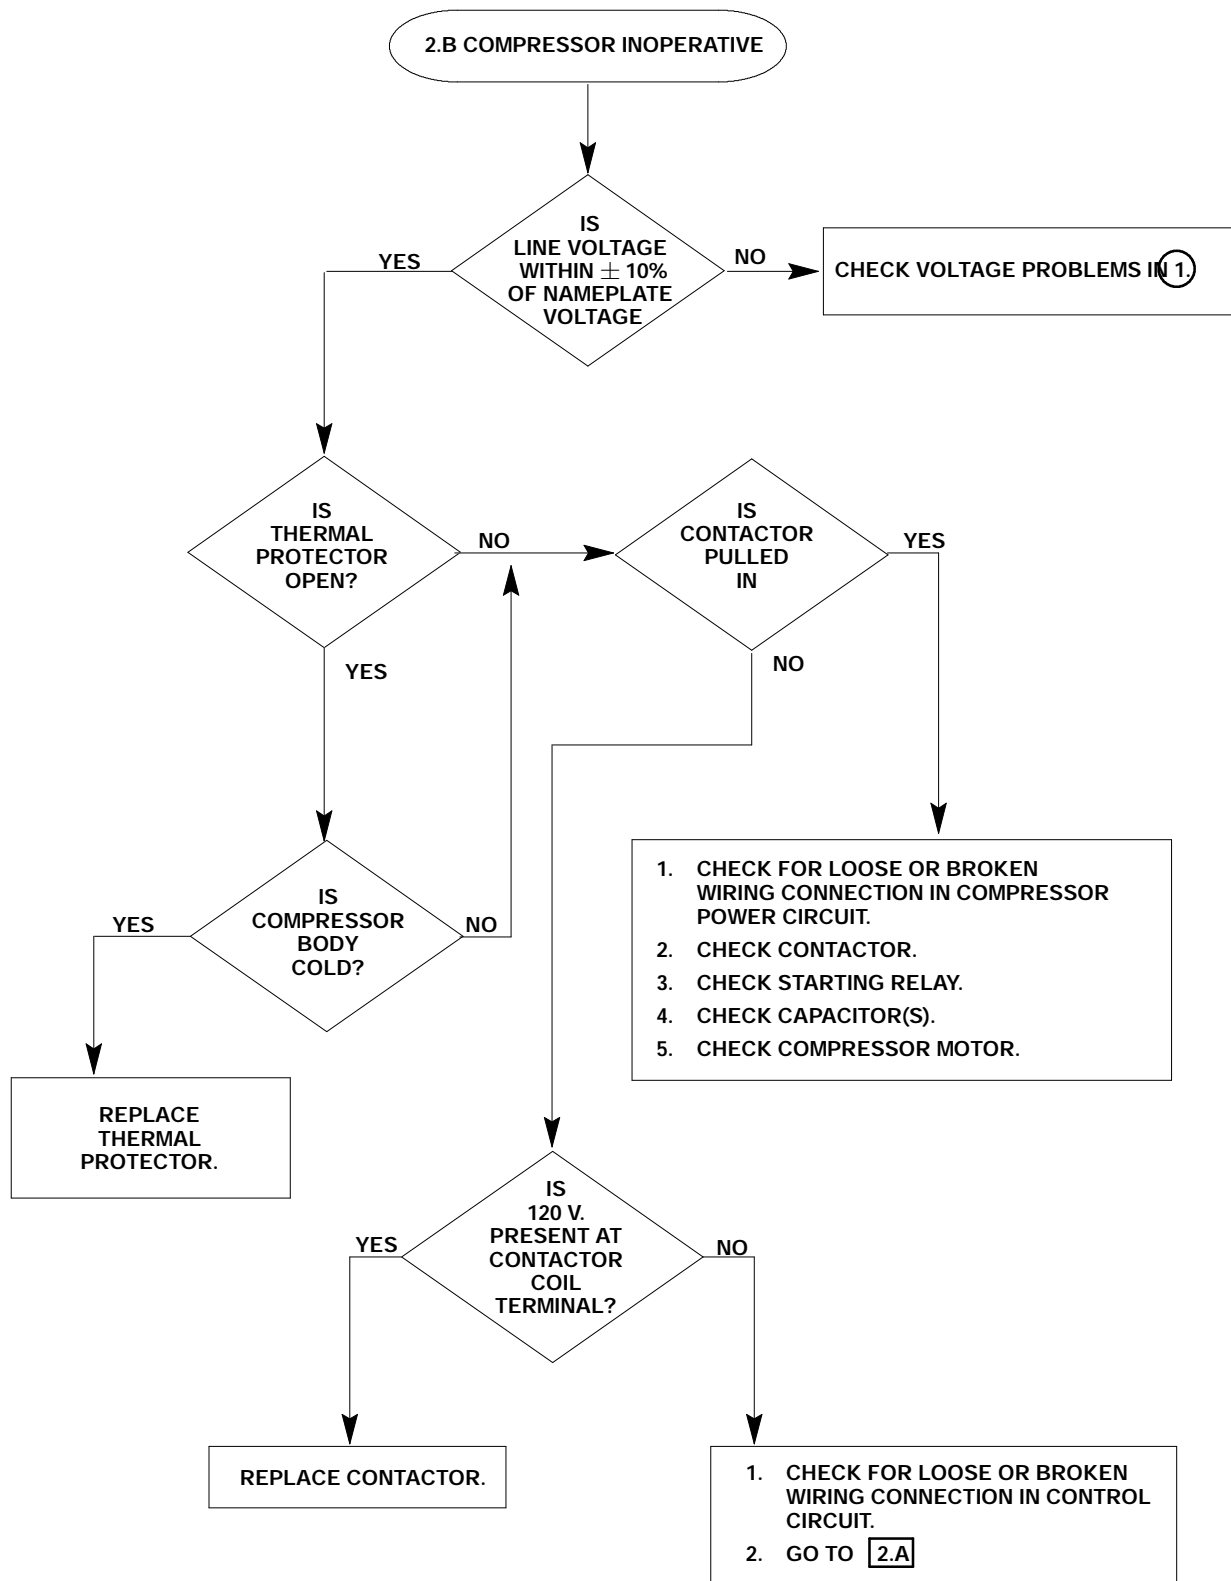 2.B COMPRESSOR INOPERATIVE
IS
LINE VOLTAGE
WITHIN ± 10%
OF NAMEPLATE
VOLTAGE
YES
NO
CHECK VOLTAGE PROBLEMS IN 1.
IS
THERMAL
PROTECTOR
OPEN?
NO
YES
IS
CONTACTOR
PULLED
IN
YES
NO
IS
COMPRESSOR
BODY
COLD?
YES
NO
1. CHECK FOR LOOSE OR BROKEN
WIRING CONNECTION IN COMPRESSOR
POWER CIRCUIT.
2. CHECK CONTACTOR.
3. CHECK STARTING RELAY.
4. CHECK CAPACITOR(S).
5. CHECK COMPRESSOR MOTOR.
REPLACE
THERMAL
PROTECTOR.
IS
120 V.
PRESENT AT
CONTACTOR
COIL
TERMINAL?
YES
NO
REPLACE CONTACTOR.
1. CHECK FOR LOOSE OR BROKEN
WIRING CONNECTION IN CONTROL
CIRCUIT.
2. GO TO 2.A